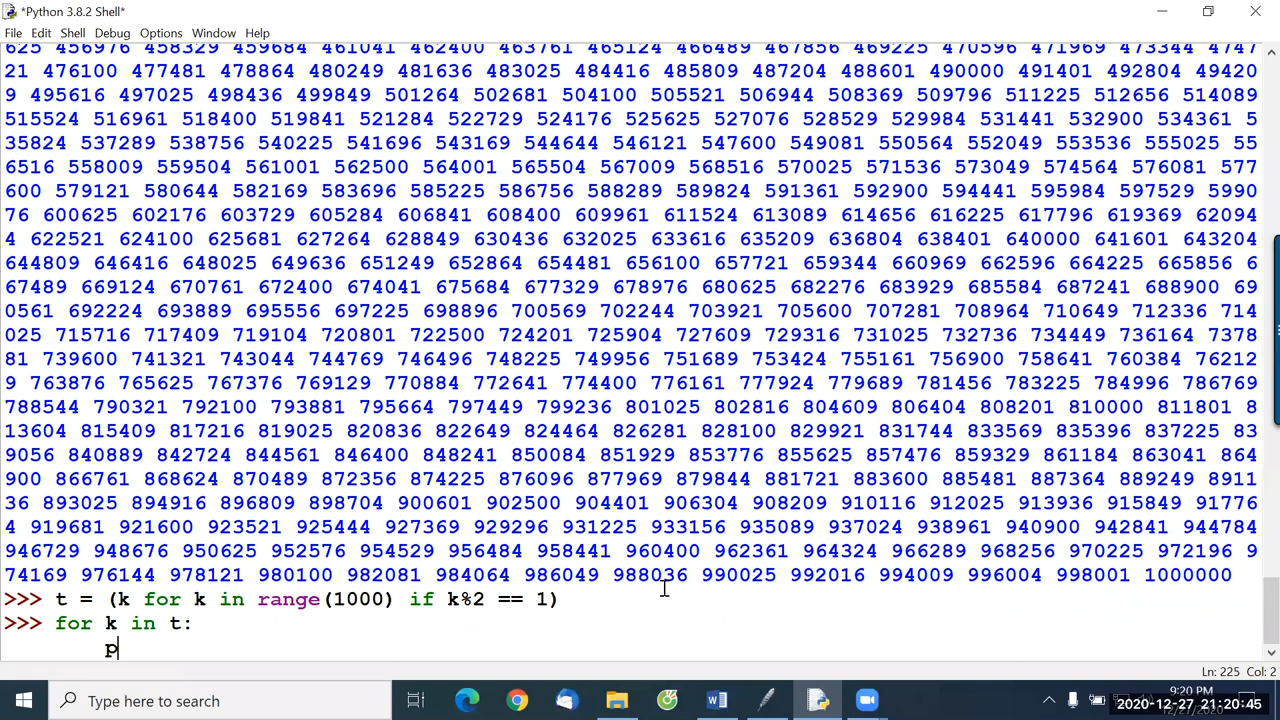 *Python 3.8.2 Shell*
File Edit Shell Debug Options Window Help
625 456976 458329 459684 461041 462400 463761 465124 466489 467856 469225 470596 471969 473344 4747
21 476100 477481 478864 480249 481636 483025 484416 485809 487204 488601 490000 491401 492804 49420
9 495616 497025 498436 499849 501264 502681 504100 505521 506944 508369 509796 511225 512656 514089
515524 516961 518400 519841 521284 522729 524176 525625 527076 528529 529984 531441 532900 534361 5
35824 537289 538756 540225 541696 543169 544644 546121 547600 549081 550564 552049 553536 555025 55
6516 558009 559504 561001 562500 564001 565504 567009 568516 570025 571536 573049 574564 576081 577
600 579121 580644 582169 583696 585225 586756 588289 589824 591361 592900 594441 595984 597529 5990
76 600625 602176 603729 605284 606841 608400 609961 611524 613089 614656 616225 617796 619369 62094
4 622521 624100 625681 627264 628849 630436 632025 633616 635209 636804 638401 640000 641601 643204
644809 646416 648025 649636 651249 652864 654481 656100 657721 659344 660969 662596 664225 665856 6
67489 669124 670761 672400 674041 675684 677329 678976 680625 682276 683929 685584 687241 688900 69
0561 692224 693889 695556 697225 698896 700569 702244 703921 705600 707281 708964 710649 712336 714
025 715716 717409 719104 720801 722500 724201 725904 727609 729316 731025 732736 734449 736164 7378
81 739600 741321 743044 744769 746496 748225 749956 751689 753424 755161 756900 758641 760384 76212
9 763876 765625 767376 769129 770884 772641 774400 776161 777924 779689 781456 783225 784996 786769
788544 790321 792100 793881 795664 797449 799236 801025 802816 804609 806404 808201 810000 811801 8
13604 815409 817216 819025 820836 822649 824464 826281 828100 829921 831744 833569 835396 837225 83
9056 840889 842724 844561 846400 848241 850084 851929 853776 855625 857476 859329 861184 863041 864
900 866761 868624 870489 872356 874225 876096 877969 879844 881721 883600 885481 887364 889249 8911
36 893025 894916 896809 898704 900601 902500 904401 906304 908209 910116 912025 913936 915849 91776
4 919681 921600 923521 925444 927369 929296 931225 933156 935089 937024 938961 940900 942841 944784
946729 948676 950625 952576 954529 956484 958441 960400 962361 964324 966289 968256 970225 972196 9
74169 976144 978121 980100 982081 984064 986049 988036 990025 992016 994009 996004 998001 1000000
>>> t = (k for k in range(1000) if k%2 == 1)
>>> for k in t:
p
Ln: 225 Col: 2
Type here to search
9:20 PM
2020-12-27 21:20:45